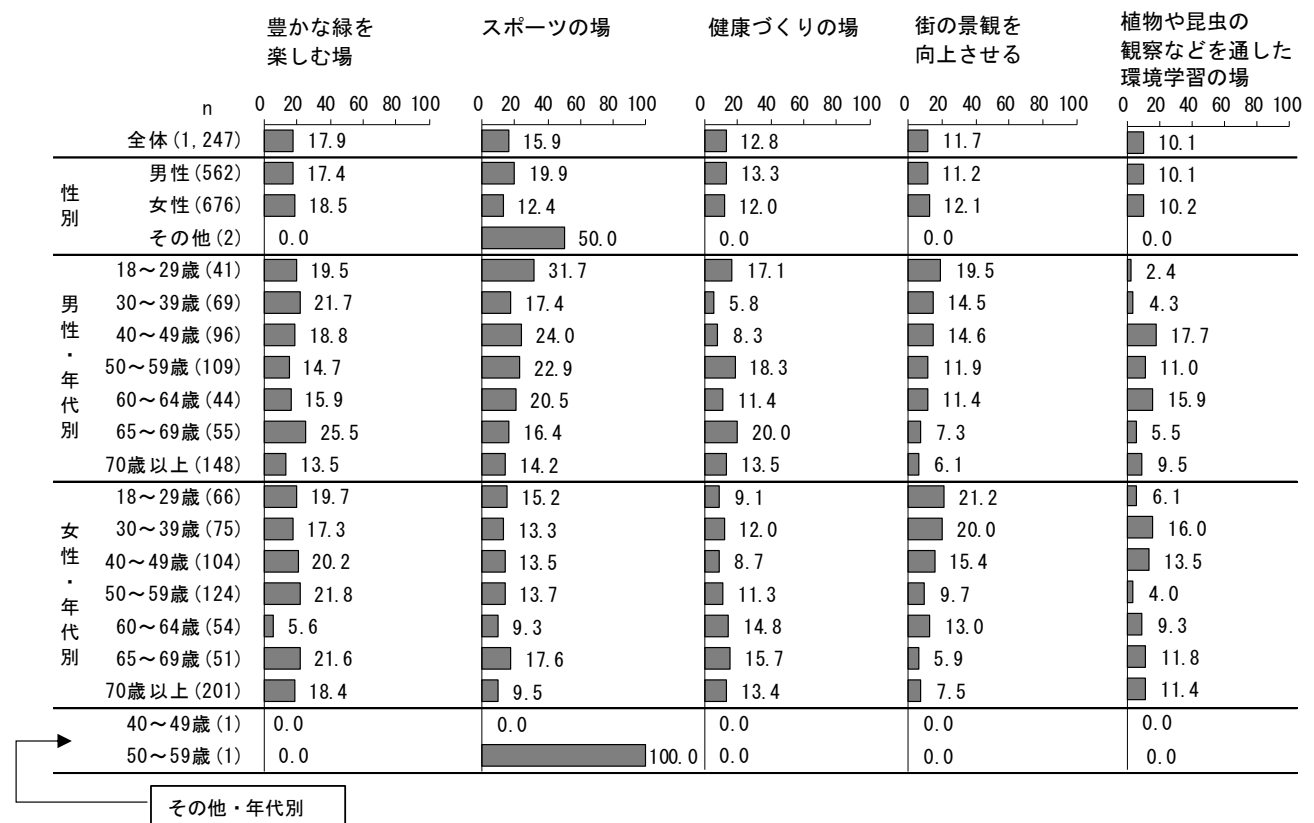 豊かな緑を
楽しむ場
スポーツの場
健康づくりの場
街の景観を
向上させる
植物や昆虫の
観察などを通した
環境学習の場
n 0 20 40 60 80 100 0 20 40 60 80 100 0 20 40 60 80 100 0 20 40 60 80 100 0 20 40 60 80 100
全体(1,247) 17.9 15.9 12.8 11.7 10.1
性別
男性(562) 17.4 19.9 13.3 11.2 10.1
女性(676) 18.5 12.4 12.0 12.1 10.2
その他(2) 0.0 50.0 0.0 0.0 0.0
男性・年代別
18～29歳(41) 19.5 31.7 17.1 19.5 2.4
30～39歳(69) 21.7 17.4 5.8 14.5 4.3
40～49歳(96) 18.8 24.0 8.3 14.6 17.7
50～59歳(109) 14.7 22.9 18.3 11.9 11.0
60～64歳(44) 15.9 20.5 11.4 11.4 15.9
65～69歳(55) 25.5 16.4 20.0 7.3 5.5
70歳以上(148) 13.5 14.2 13.5 6.1 9.5
女性・年代別
18～29歳(66) 19.7 15.2 9.1 21.2 6.1
30～39歳(75) 17.3 13.3 12.0 20.0 16.0
40～49歳(104) 20.2 13.5 8.7 15.4 13.5
50～59歳(124) 21.8 13.7 11.3 9.7 4.0
60～64歳(54) 5.6 9.3 14.8 13.0 9.3
65～69歳(51) 21.6 17.6 15.7 5.9 11.8
70歳以上(201) 18.4 9.5 13.4 7.5 11.4
40～49歳(1) 0.0 0.0 0.0 0.0 0.0
50～59歳(1) 0.0 100.0 0.0 0.0 0.0
その他・年代別